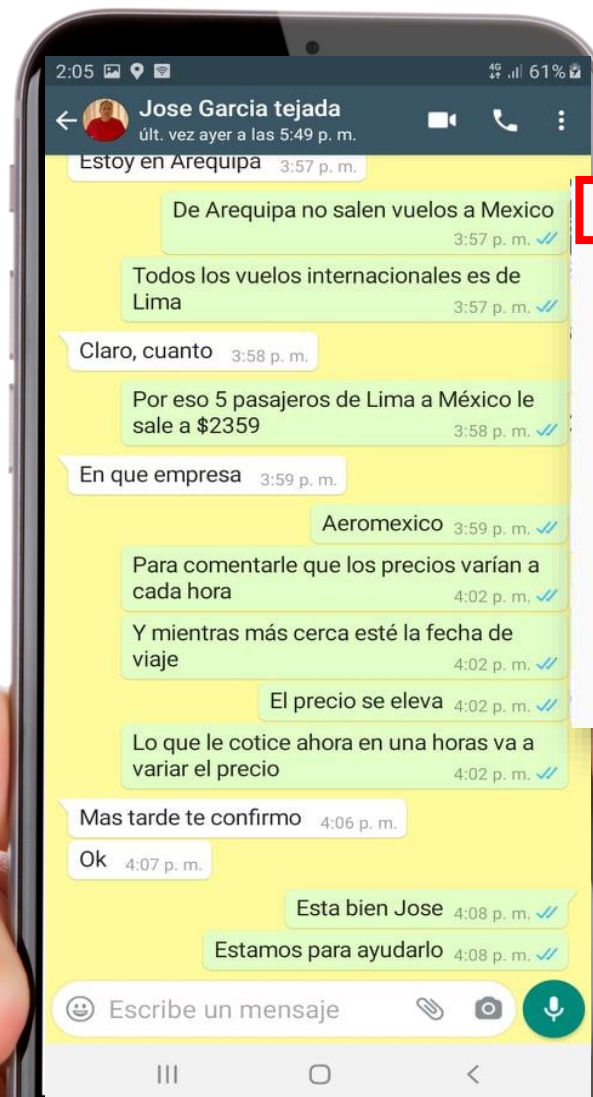 2:05 4G 61%
Jose Garcia tejada
últ. vez ayer a las 5:49 p. m.
Estoy en Arequipa 3:57 p. m.
De Arequipa no salen vuelos a Mexico
3:57 p. m.
Todos los vuelos internacionales es de
Lima 3:57 p. m.
Claro, cuanto 3:58 p. m.
Por eso 5 pasajeros de Lima a México le
sale a $2359 3:58 p. m.
En que empresa 3:59 p. m.
Aeromexico 3:59 p. m.
Para comentarle que los precios varían a
cada hora 4:02 p. m.
Y mientras más cerca esté la fecha de
viaje 4:02 p. m.
El precio se eleva 4:02 p. m.
Lo que le cotice ahora en una horas va a
variar el precio 4:02 p. m.
Mas tarde te confirmo 4:06 p. m.
Ok 4:07 p. m.
Esta bien Jose 4:08 p. m.
Estamos para ayudarlo 4:08 p. m.
Escribe un mensaje